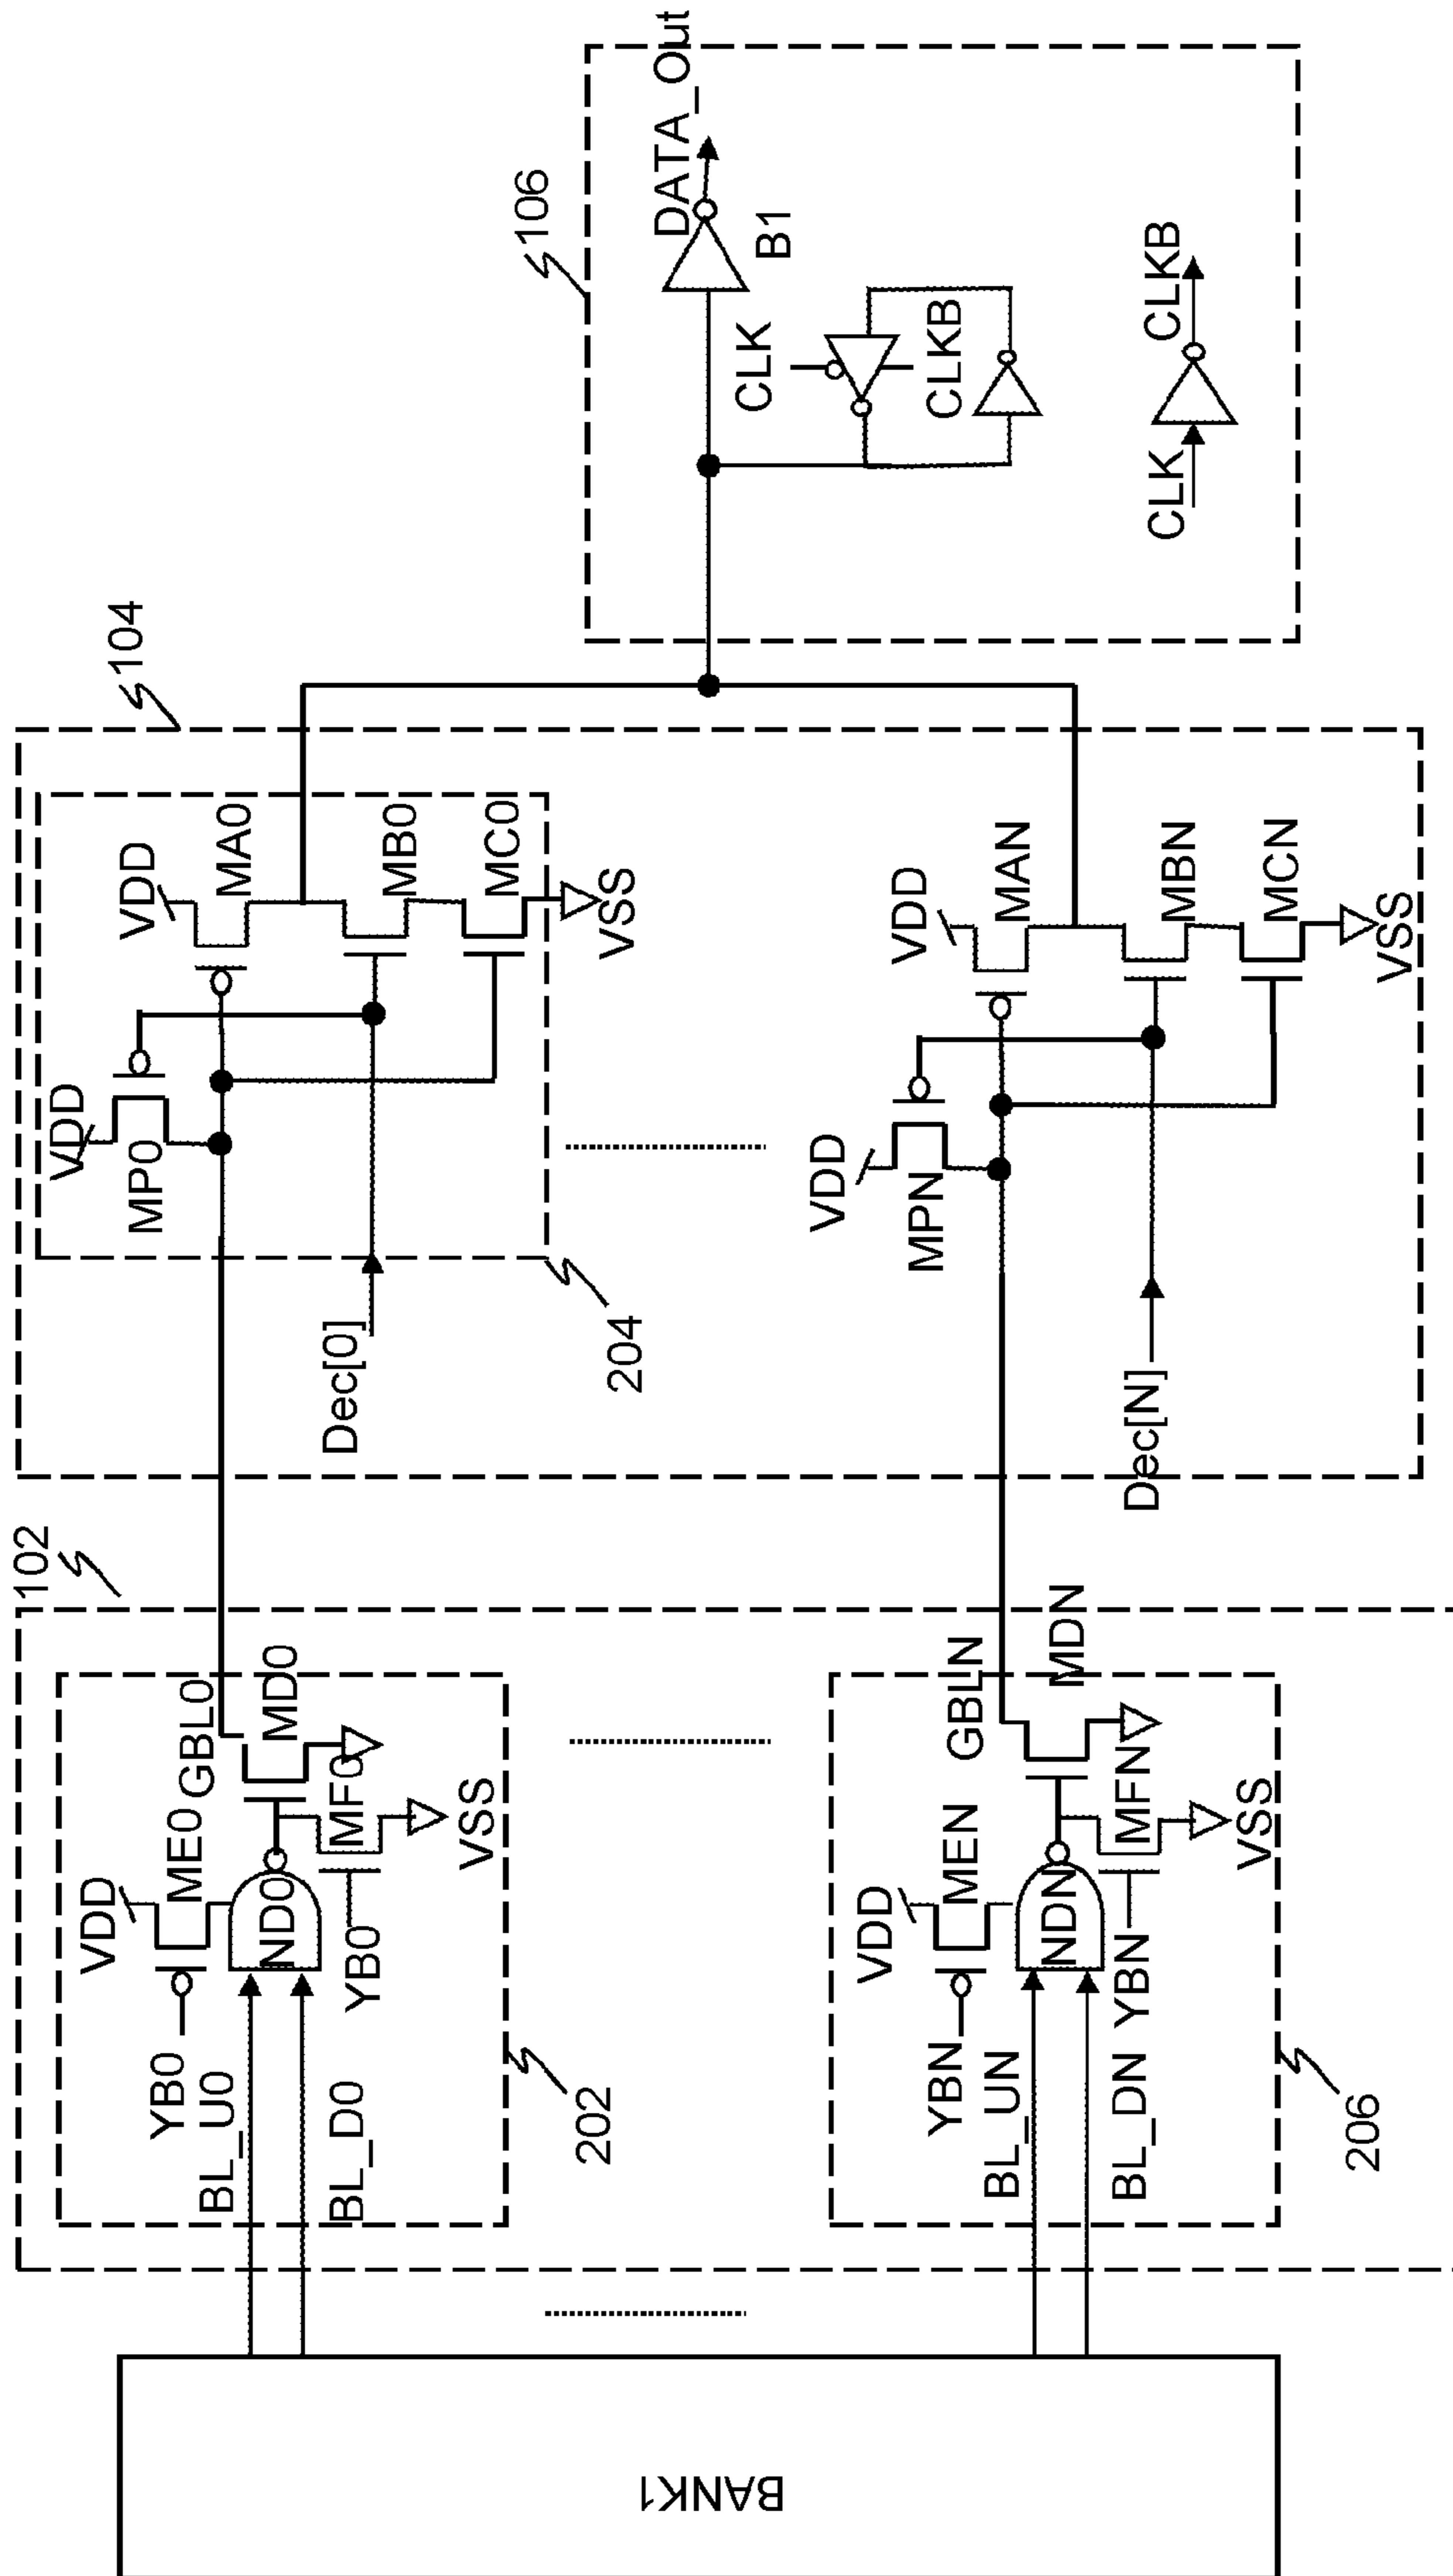 BANK1
102
202
VDD
ME0
YB0
BL_U0
BL_D0
ND0
YB0
MF0
VSS
GBL0
MD0
206
VDD
MEN
YBN
BL_UN
BL_DN
NDN
YBN
MFN
VSS
GBLN
MDN
104
204
VDD
MP0
Dec[0]
VDD
MA0
MB0
MC0
VSS
VDD
MPN
Dec[N]
VDD
MAN
MBN
MCN
VSS
106
DATA_Out
B1
CLK
CLKB
CLK
CLKB